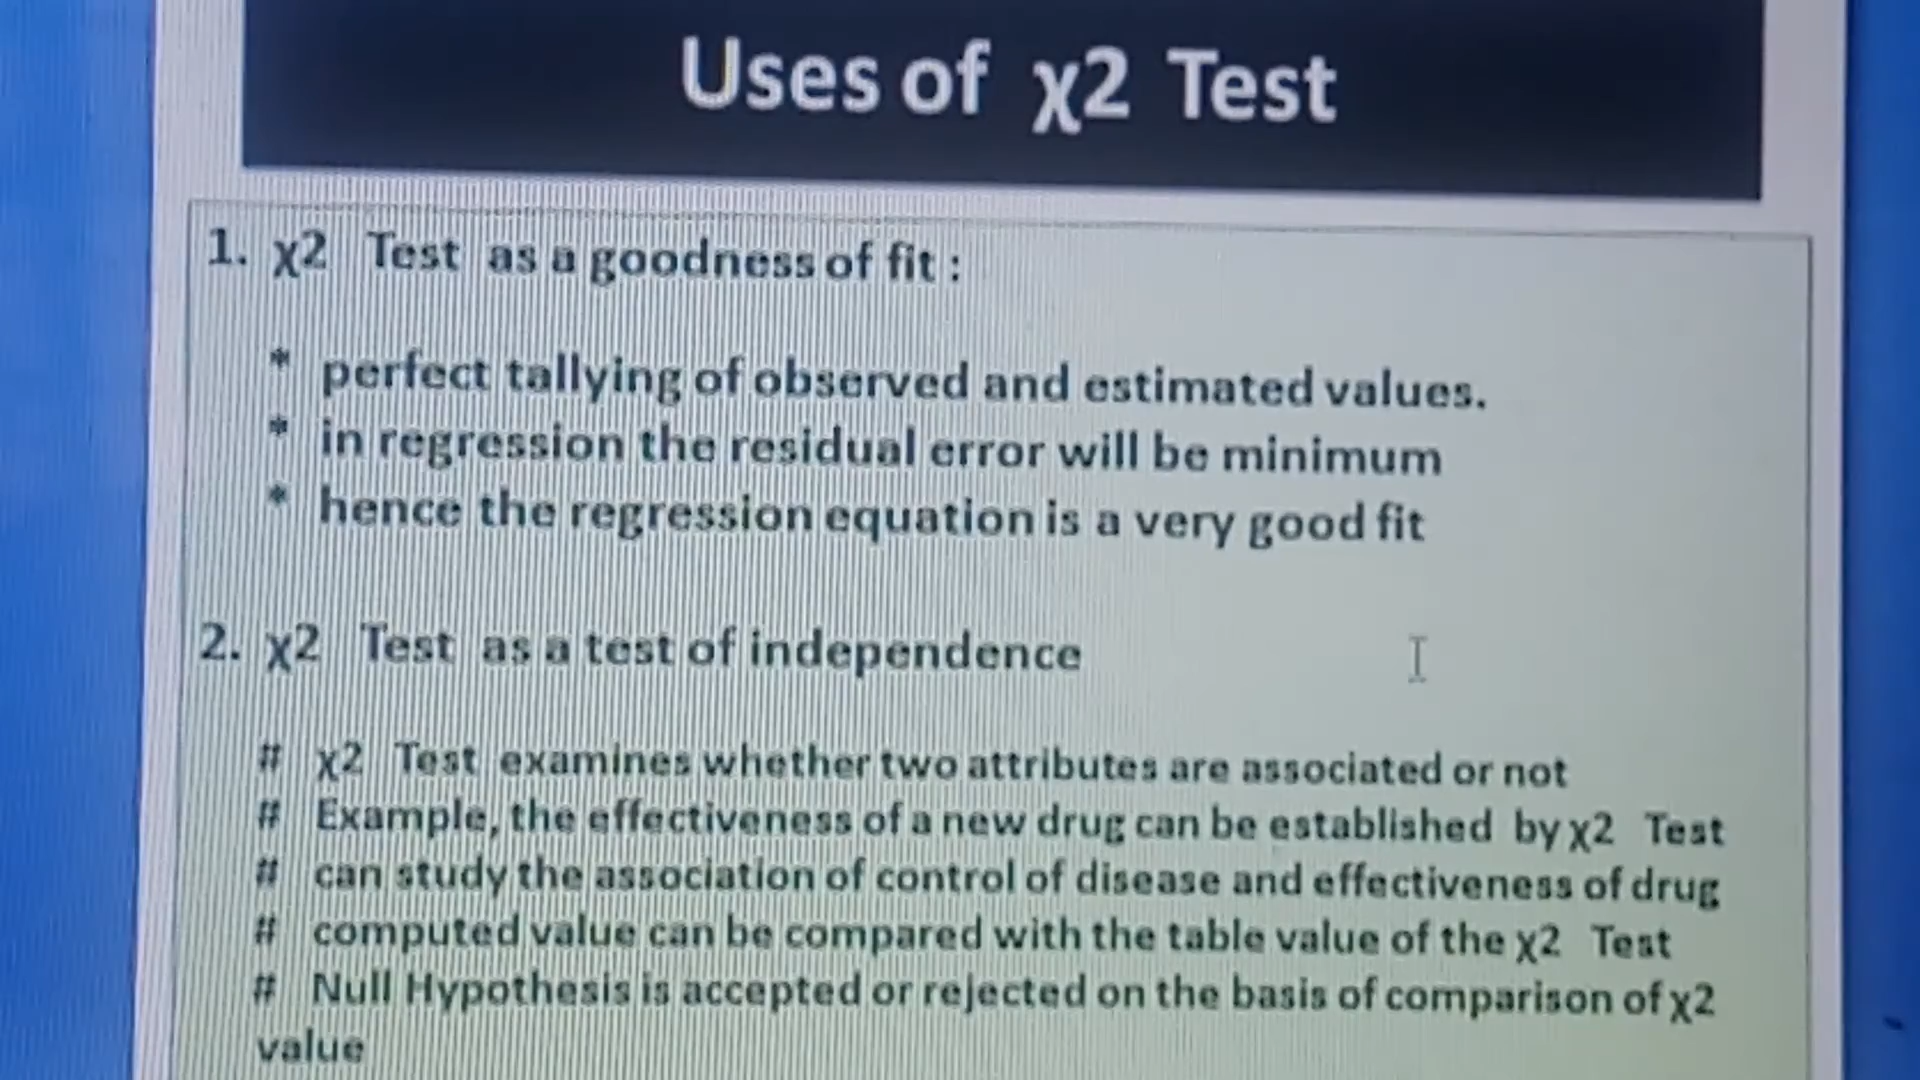 Uses of χ2 Test
1. χ2 Test as a goodness of fit :
* perfect tallying of observed and estimated values.
* in regression the residual error will be minimum
* hence the regression equation is a very good fit
2. χ2 Test as a test of independence
# χ2 Test examines whether two attributes are associated or not
# Example, the effectiveness of a new drug can be established by χ2 Test
# can study the association of control of disease and effectiveness of drug
# computed value can be compared with the table value of the χ2 Test
# Null Hypothesis is accepted or rejected on the basis of comparison of χ2
value